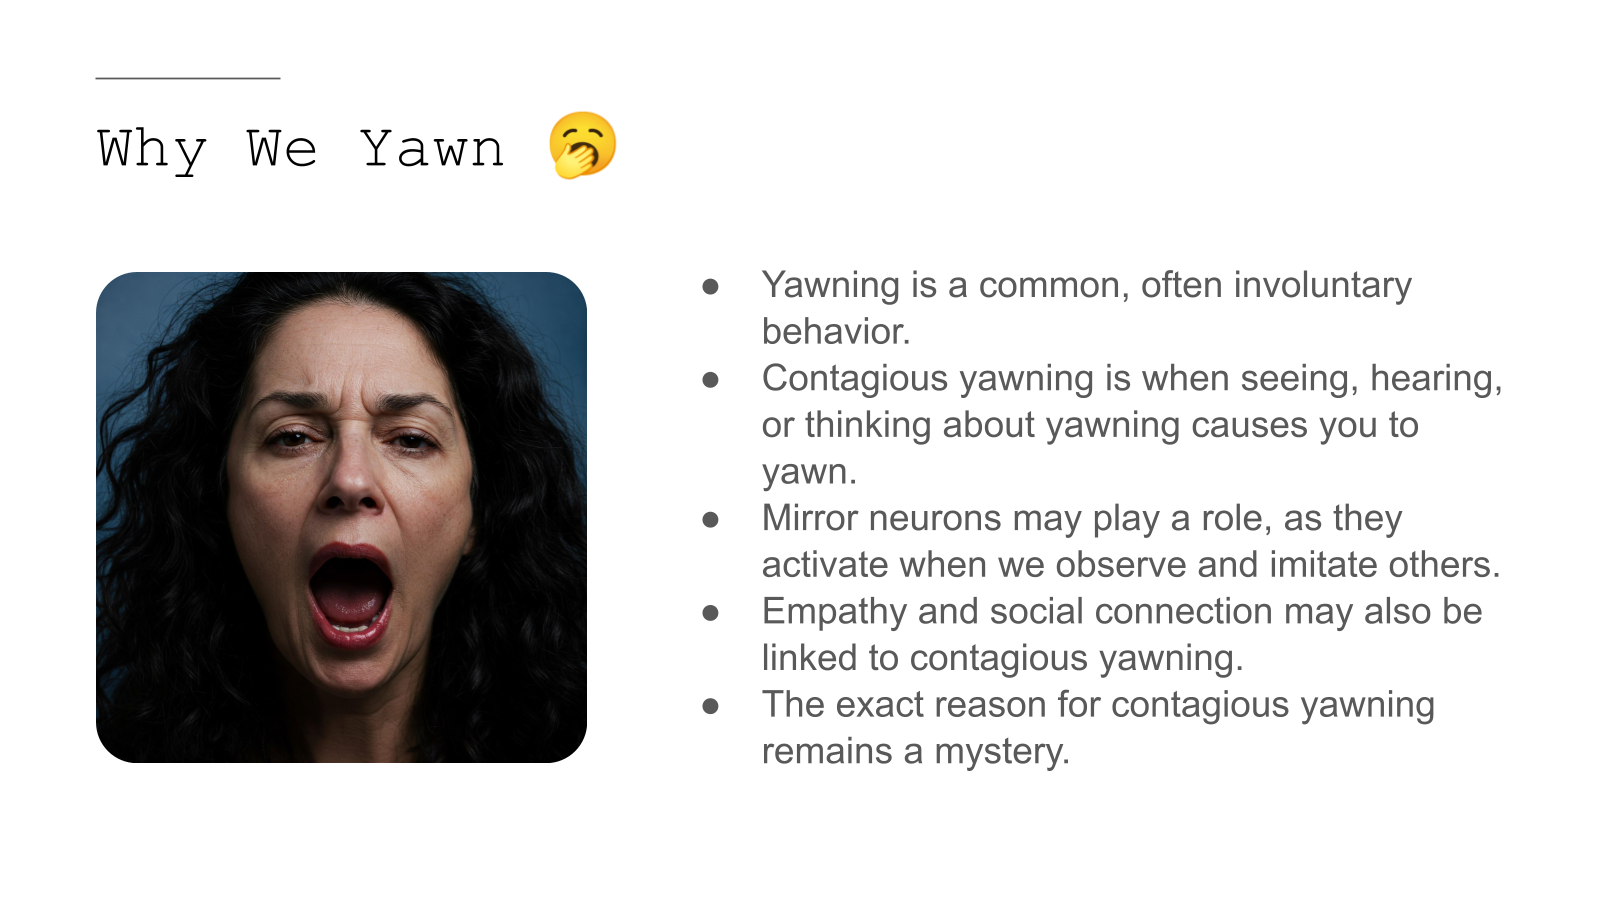 Why We Yawn 🥱
● Yawning is a common, often involuntary
behavior.
● Contagious yawning is when seeing, hearing,
or thinking about yawning causes you to
yawn.
● Mirror neurons may play a role, as they
activate when we observe and imitate others.
● Empathy and social connection may also be
linked to contagious yawning.
● The exact reason for contagious yawning
remains a mystery.